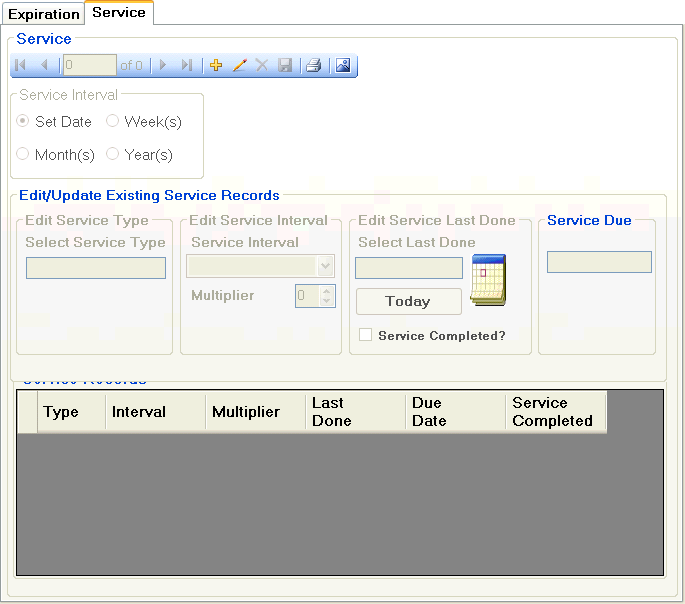 Expiration Service
Service
0 of 0
Service Interval
Set Date Week(s)
Month(s) Year(s)
Edit/Update Existing Service Records
Edit Service Type Edit Service Interval Edit Service Last Done Service Due
Select Service Type Service Interval Select Last Done
Multiplier 0 Today
Service Completed?
Service Records
Type Interval Multiplier Last Done Due Date Service Completed